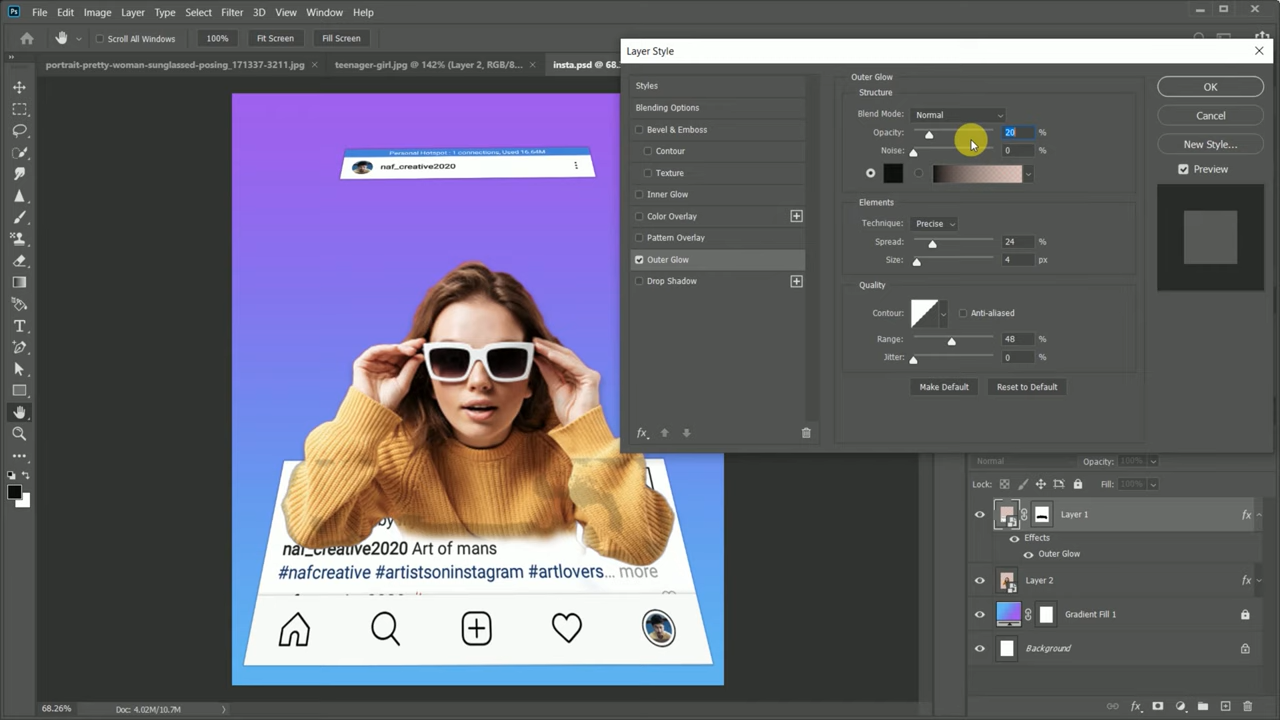 Ps File Edit Image Layer Type Select Filter 3D View Window Help
Scroll All Windows 100% Fit Screen Fill Screen
portrait-pretty-woman-sunglassed-posing_171337-3211.jpg × teenager-girl.jpg @ 142% (Layer 2, RGB/8... × insta.psd @ 68.
Layer Style
Outer Glow
Structure
Styles
Blending Options
Bevel & Emboss
Contour
Texture
Inner Glow
Color Overlay
Pattern Overlay
Outer Glow
Drop Shadow
fx
Blend Mode: Normal
Opacity: 20 %
Noise: 0 %
Elements
Technique: Precise
Spread: 24 %
Size: 4 px
Quality
Contour: Anti-aliased
Range: 48 %
Jitter: 0 %
Make Default Reset to Default
OK
Cancel
New Style...
Preview
Personal Hotspot : 1 connections, Used 16.64M
naf_creative2020
by
naf_creative2020 Art of mans
#nafcreative #artistsoninstagram #artlovers... more
Normal Opacity: 100%
Lock: Fill: 100%
Layer 1 fx
Effects
Outer Glow
Layer 2 fx
Gradient Fill 1
Background
68.26% Doc: 4.02M/10.7M
fx